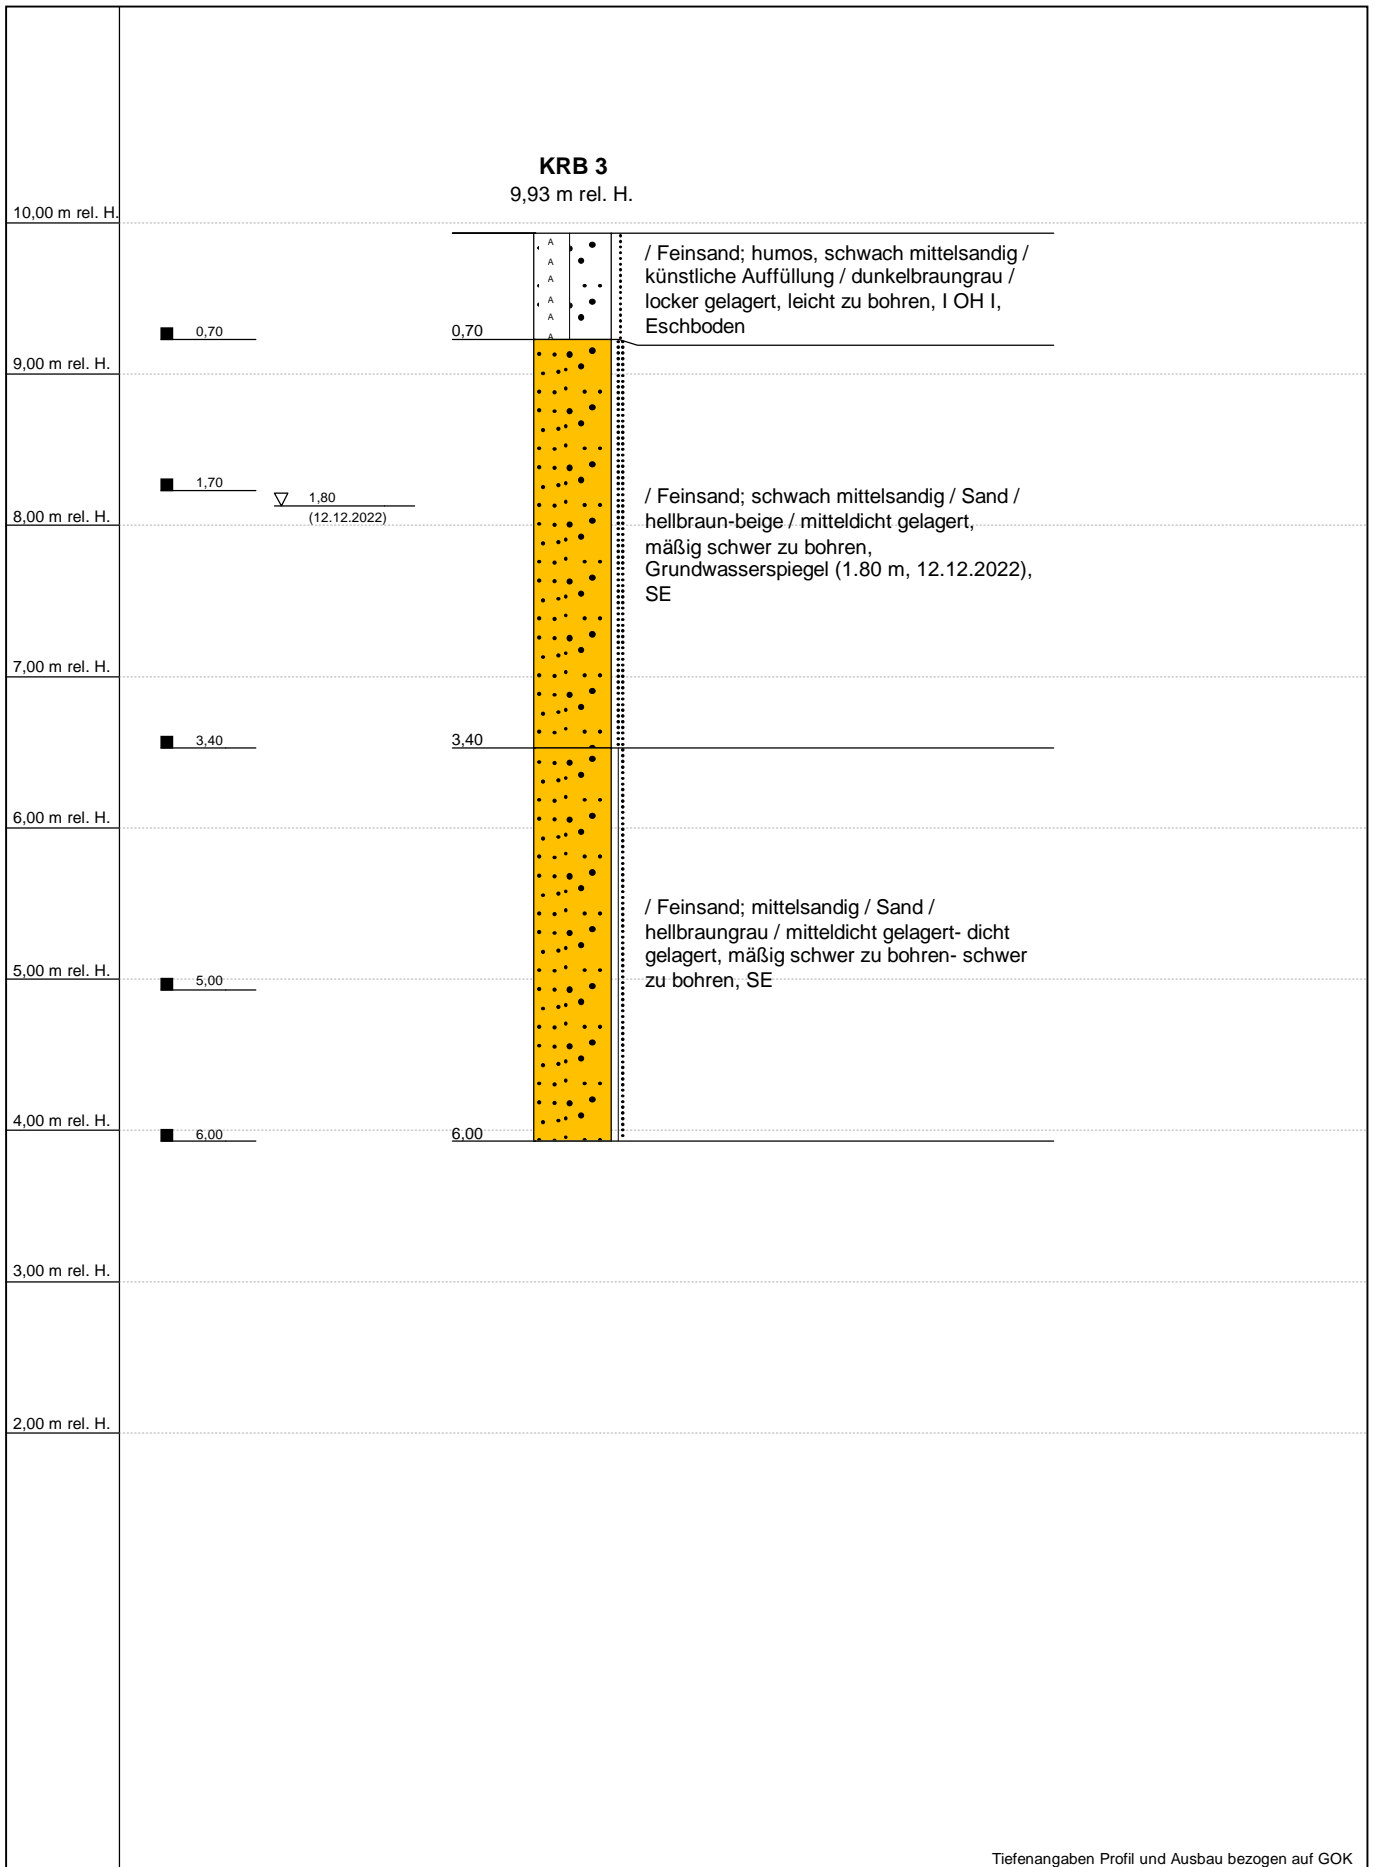 KRB 3
9,93 m rel. H.
10,00 m rel. H.
A
A
A
A
A
A
/ Feinsand; humos, schwach mittelsandig /
künstliche Auffüllung / dunkelbraungrau /
locker gelagert, leicht zu bohren, I OH I,
Eschboden
0,70
0,70
9,00 m rel. H.
1,70
1,80
(12.12.2022)
8,00 m rel. H.
/ Feinsand; schwach mittelsandig / Sand /
hellbraun-beige / mitteldicht gelagert,
mäßig schwer zu bohren,
Grundwasserspiegel (1.80 m, 12.12.2022),
SE
7,00 m rel. H.
3,40
3,40
6,00 m rel. H.
/ Feinsand; mittelsandig / Sand /
hellbraungrau / mitteldicht gelagert- dicht
gelagert, mäßig schwer zu bohren- schwer
zu bohren, SE
5,00 m rel. H.
5,00
4,00 m rel. H.
6,00
6,00
3,00 m rel. H.
2,00 m rel. H.
Tiefenangaben Profil und Ausbau bezogen auf GOK